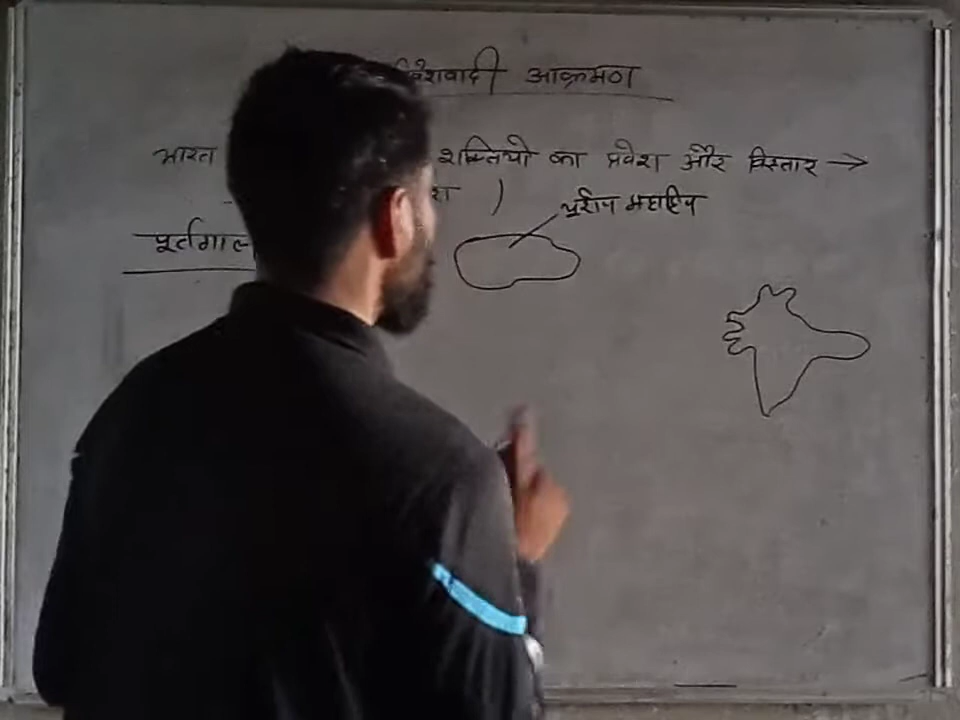 िवेशवादी आक्रमण
भारत शक्तियो का प्रवेश और विस्तार →
शा )
युरोप महाद्विप
पूर्तगाल